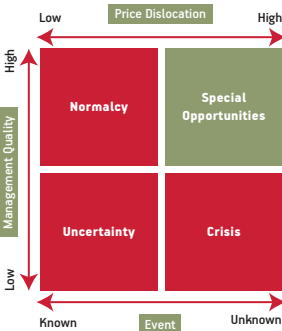 Price Dislocation
Low
High
High
Management Quality
Low
Normalcy
Special
Opportunities
Uncertainty
Crisis
Known
Event
Unknown